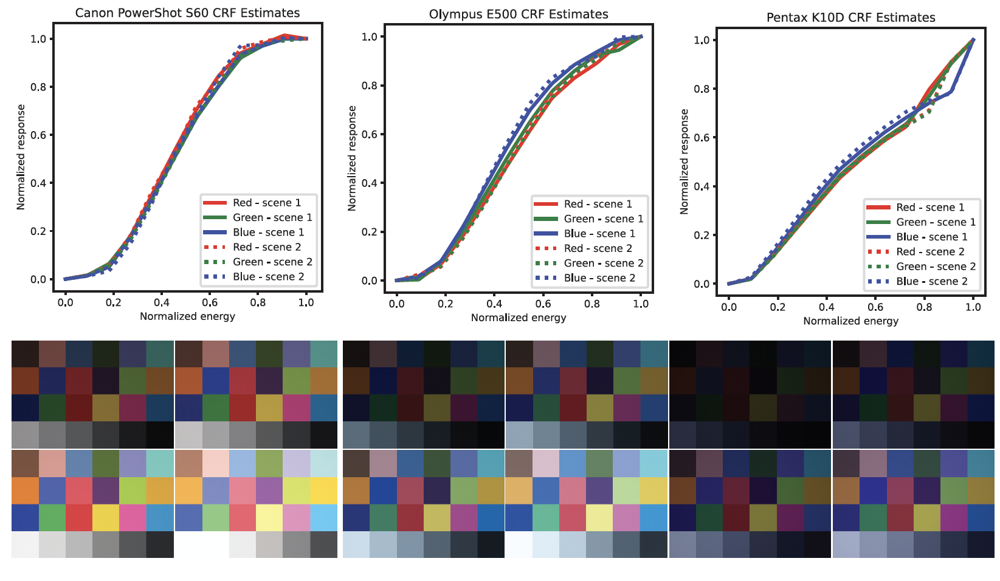 Canon PowerShot S60 CRF Estimates
Normalized response
1.0
0.8
0.6
0.4
0.2
0.0
Red - scene 1
Green - scene 1
Blue - scene 1
Red - scene 2
Green - scene 2
Blue - scene 2
0.0 0.2 0.4 0.6 0.8 1.0
Normalized energy
Olympus E500 CRF Estimates
Normalized response
1.0
0.8
0.6
0.4
0.2
0.0
Red - scene 1
Green - scene 1
Blue - scene 1
Red - scene 2
Green - scene 2
Blue - scene 2
0.0 0.2 0.4 0.6 0.8 1.0
Normalized energy
Pentax K10D CRF Estimates
Normalized response
1.0
0.8
0.6
0.4
0.2
0.0
Red - scene 1
Green - scene 1
Blue - scene 1
Red - scene 2
Green - scene 2
Blue - scene 2
0.0 0.2 0.4 0.6 0.8 1.0
Normalized energy